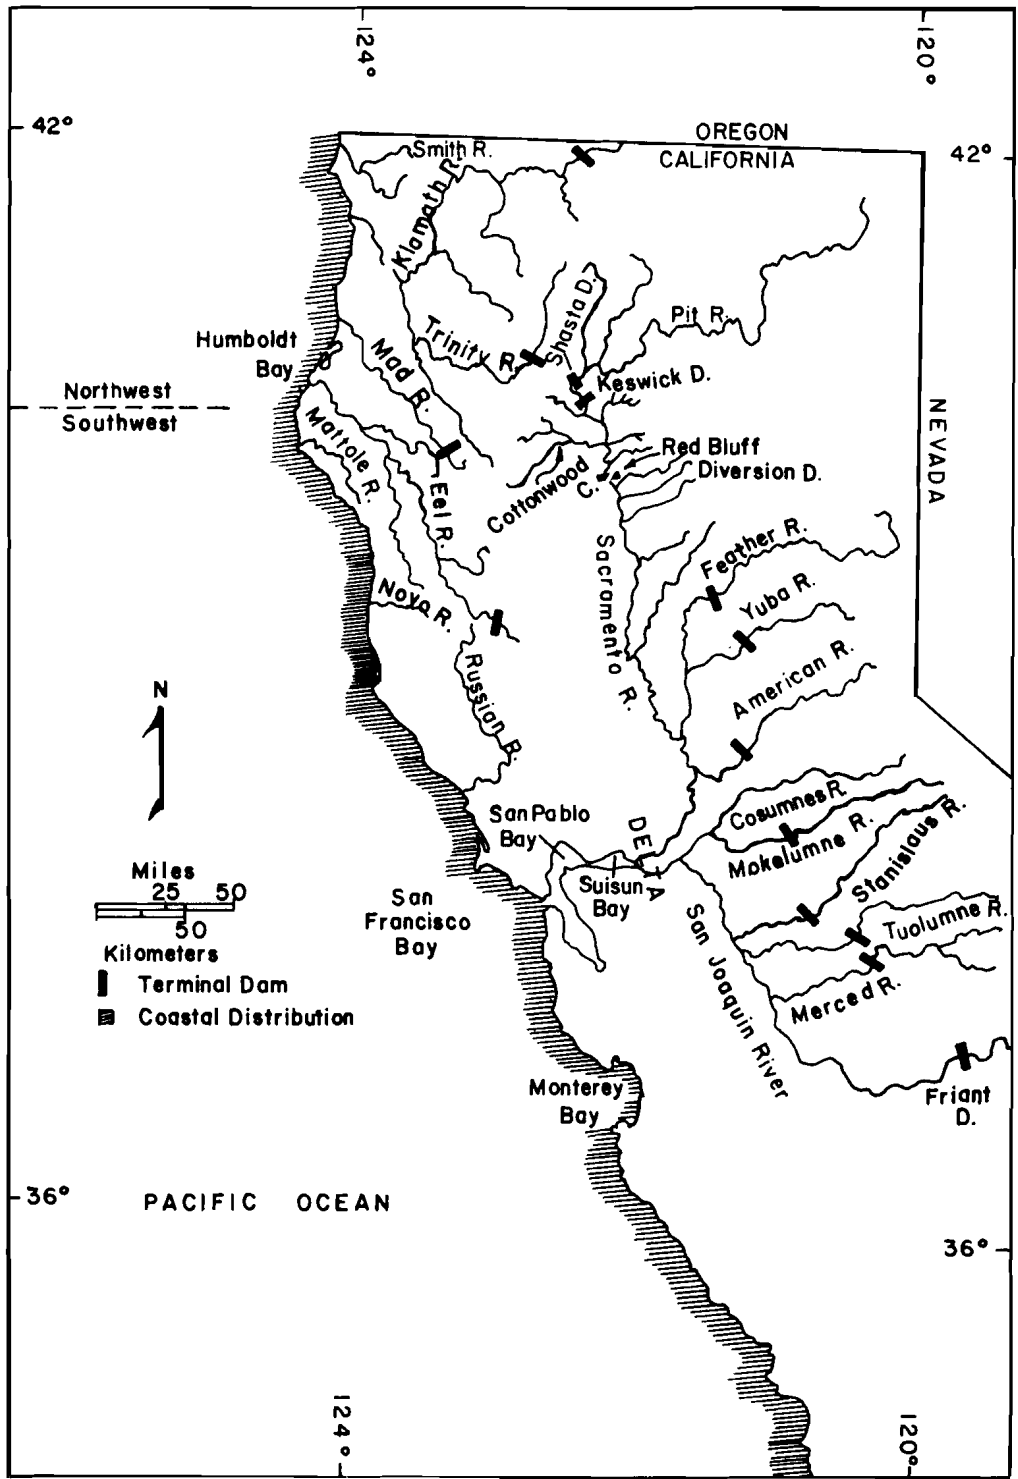 124°
120°
42°
OREGON
CALIFORNIA
42°
Smith R.
Klamath R.
Shasta D.
Pit R.
Trinity R.
Humboldt
Bay
Mad R.
Keswick D.
Northwest
Southwest
NEVADA
Mattole R.
Red Bluff
Diversion D.
Cottonwood
C.
Eel R.
Sacramento R.
Feather R.
Yuba R.
Noyo R.
American R.
Russian R.
N
San Pablo
Bay
DELTA
Cosumnes R.
Mokelumne R.
Stanislaus R.
Suisun
Bay
Miles
25 50
50
Kilometers
San
Francisco
Bay
San Joaquin River
Tuolumne R.
Merced R.
Terminal Dam
Coastal Distribution
Monterey
Bay
Friant
D.
36°
PACIFIC OCEAN
36°
124°
120°